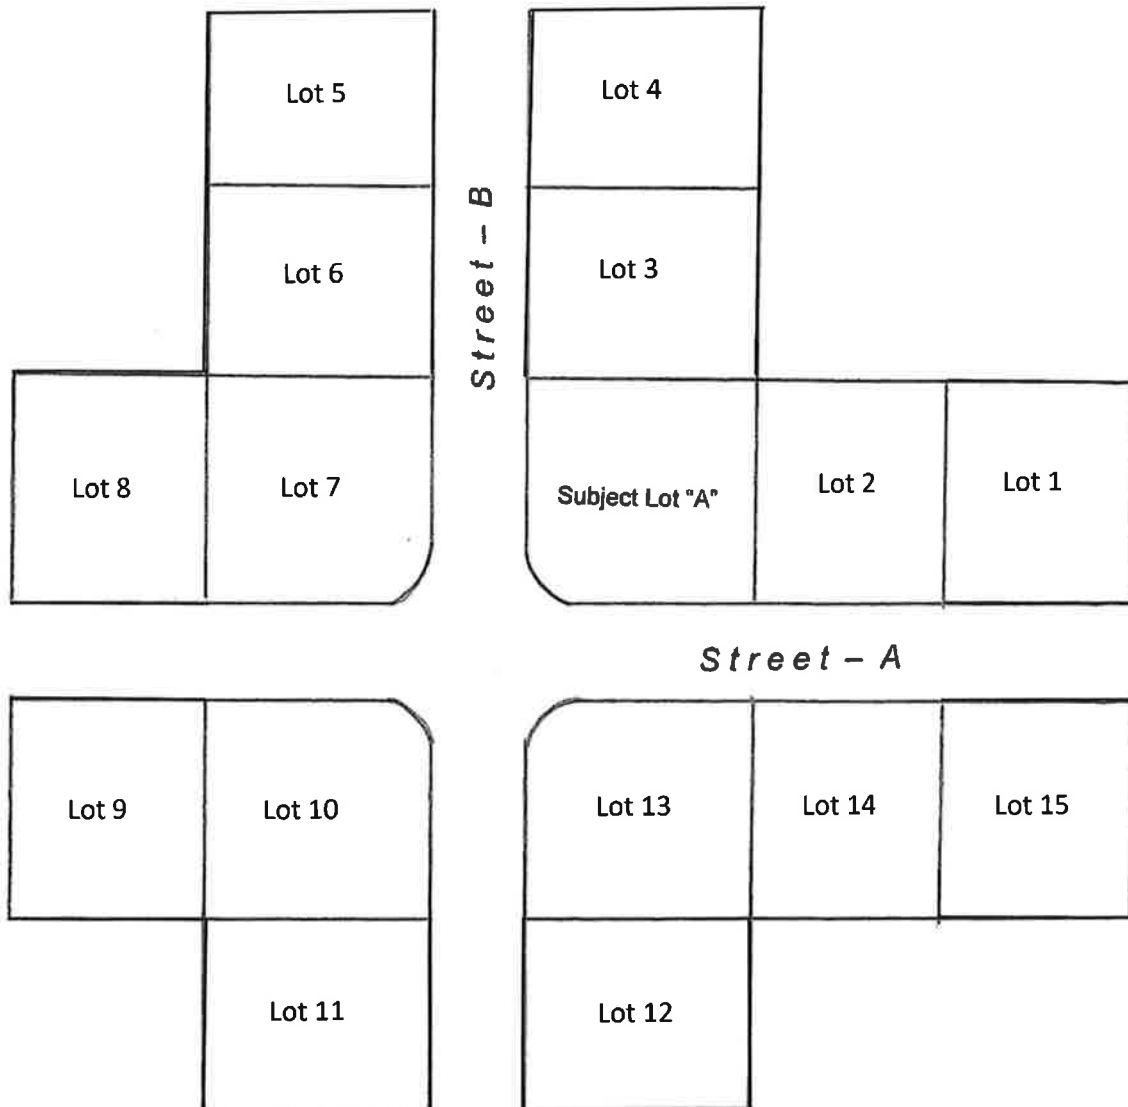 Lot 5
Lot 4
Street – B
Lot 6
Lot 3
Lot 8
Lot 7
Subject Lot "A"
Lot 2
Lot 1
Street – A
Lot 9
Lot 10
Lot 13
Lot 14
Lot 15
Lot 11
Lot 12